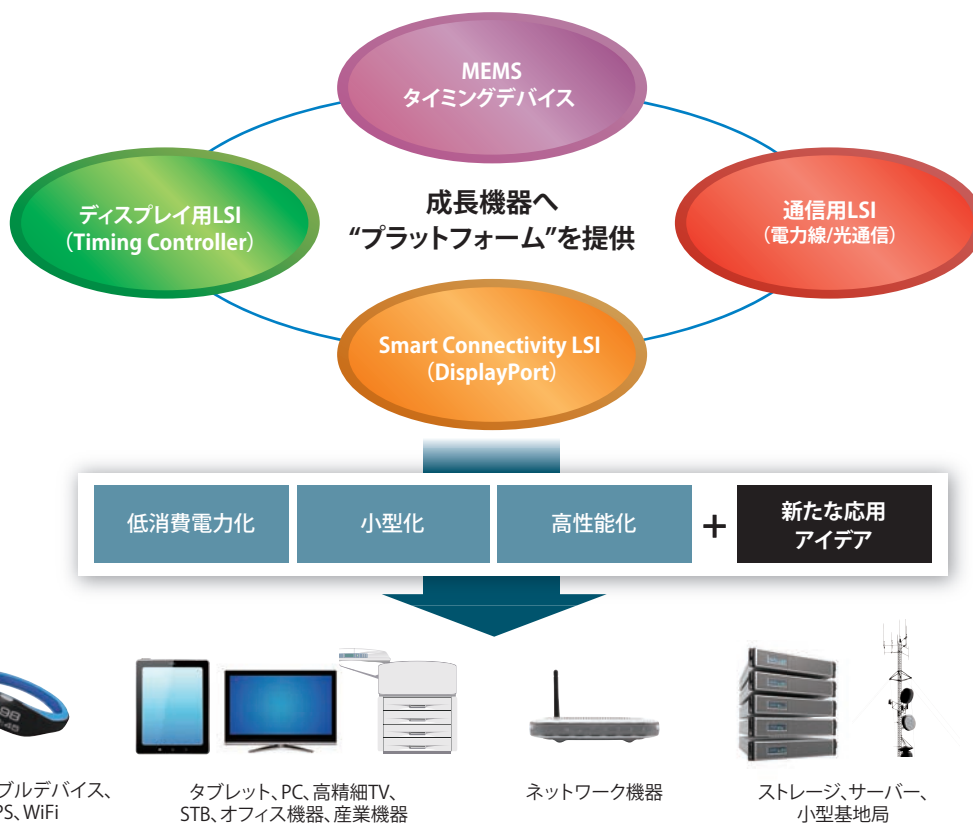 MEMS
タイミングデバイス
ディスプレイ用LSI
（Timing Controller）
成長機器へ
“プラットフォーム”を提供
通信用LSI
（電力線/光通信）
Smart Connectivity LSI
（DisplayPort）
低消費電力化
小型化
高性能化
+
新たな応用
アイデア
ブルデバイス、
PS、WiFi
タブレット、PC、高精細TV、
STB、オフィス機器、産業機器
ネットワーク機器
ストレージ、サーバー、
小型基地局